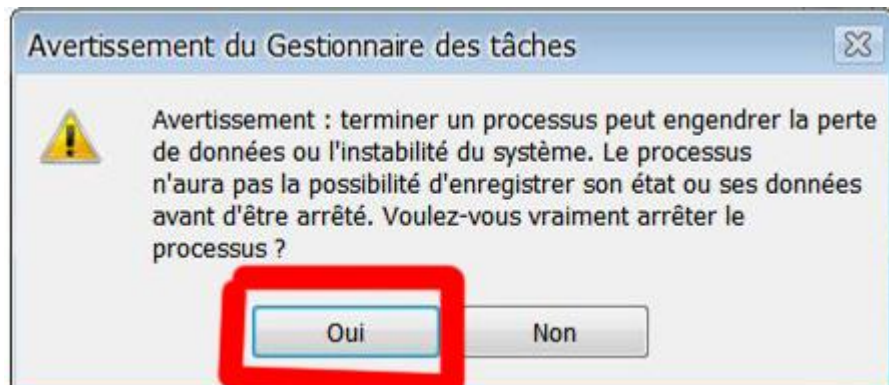 Avertissement du Gestionnaire des tâches
Avertissement : terminer un processus peut engendrer la perte
de données ou l'instabilité du système. Le processus
n'aura pas la possibilité d'enregistrer son état ou ses données
avant d'être arrêté. Voulez-vous vraiment arrêter le
processus ?
Oui Non